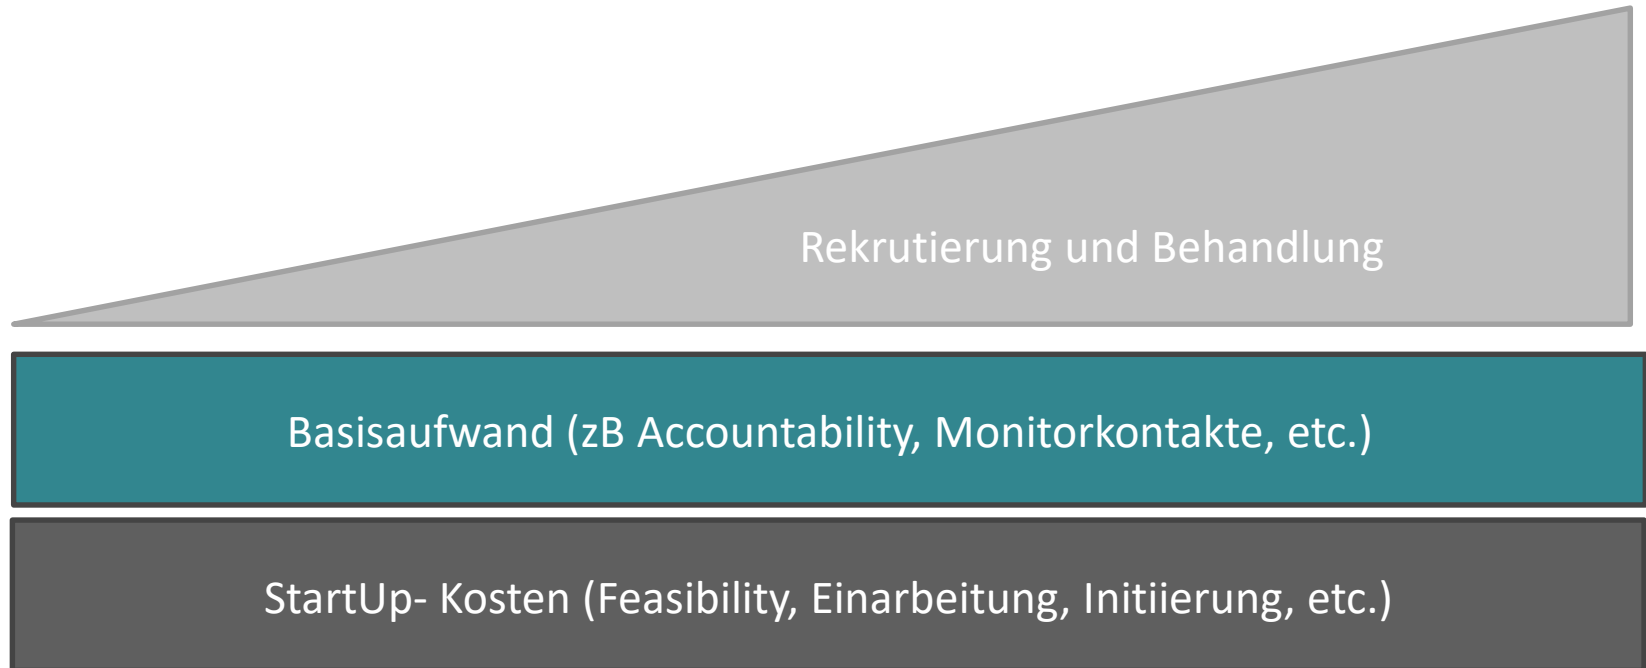 Rekrutierung und Behandlung
Basisaufwand (zB Accountability, Monitorkontakte, etc.)
StartUp- Kosten (Feasibility, Einarbeitung, Initiierung, etc.)